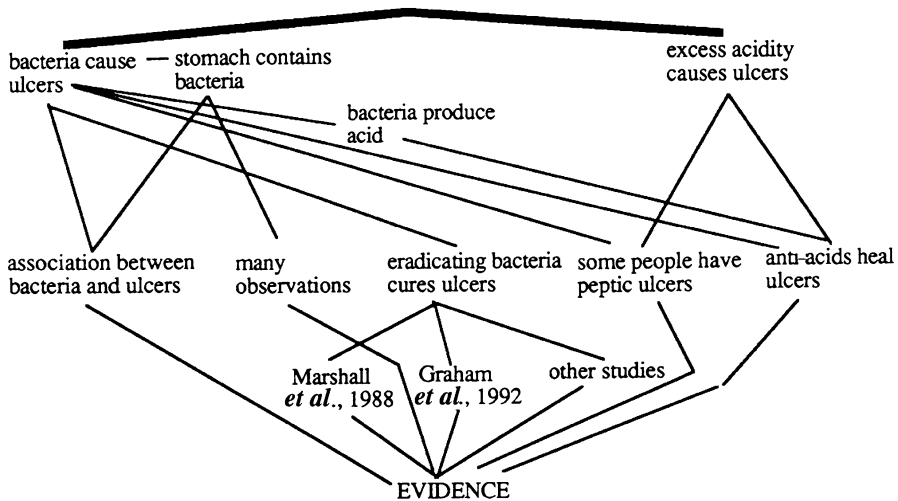 bacteria cause
ulcers
stomach contains
bacteria
excess acidity
causes ulcers
bacteria produce
acid
association between
bacteria and ulcers
many
observations
eradicating bacteria
cures ulcers
some people have
peptic ulcers
anti-acids heal
ulcers
Marshall
et al., 1988
Graham
et al., 1992
other studies
EVIDENCE